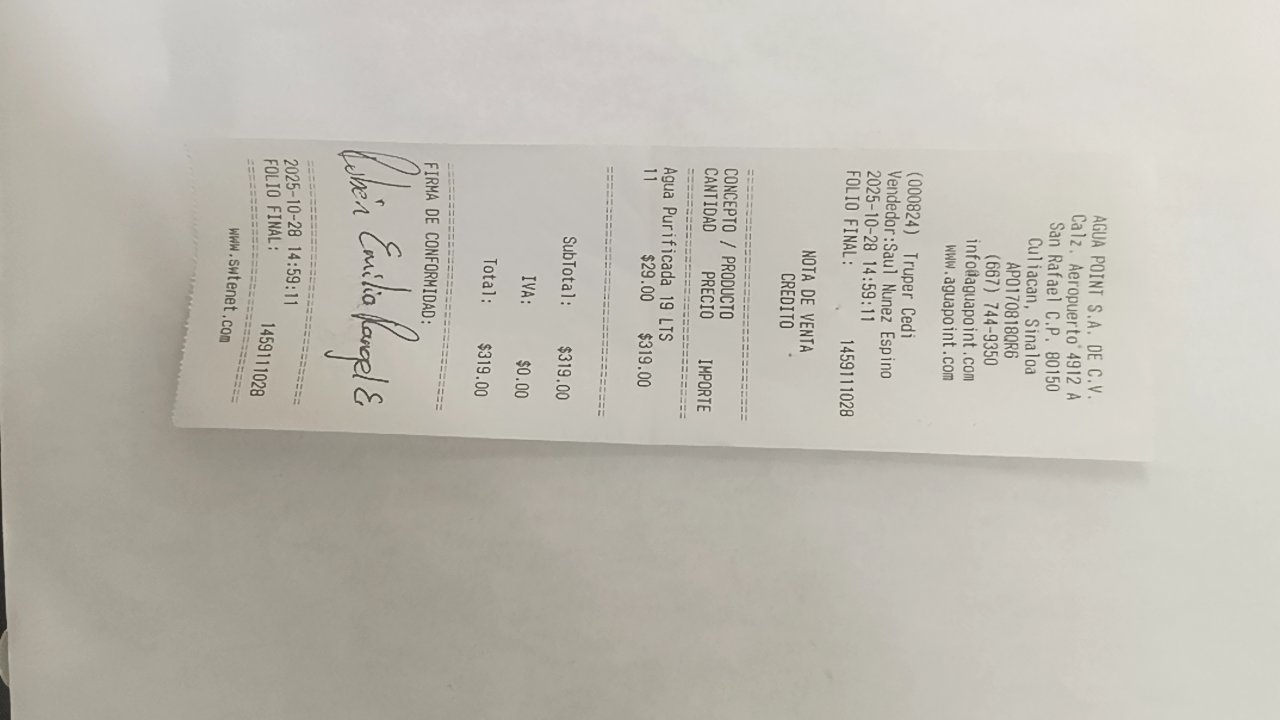 AGUA POINT S.A. DE C.V.
Calz. Aeropuerto 4912 A
San Rafael C.P. 80150
Culiacan, Sinaloa
APO170818QR6
(667) 744-9350
info@aguapoint.com
www.aguapoint.com
(000824) Truper Cedi
Vendedor:Saul Nunez Espino
2025-10-28 14:59:11
FOLIO FINAL: 1459111028
NOTA DE VENTA
CREDITO
CONCEPTO / PRODUCTO
CANTIDAD PRECIO IMPORTE
Agua Purificada 19 LTS
11 $29.00 $319.00
SubTotal: $319.00
IVA: $0.00
Total: $319.00
FIRMA DE CONFORMIDAD:
Rubén Emilio Rangel E
2025-10-28 14:59:11
FOLIO FINAL: 1459111028
www.swtenet.com